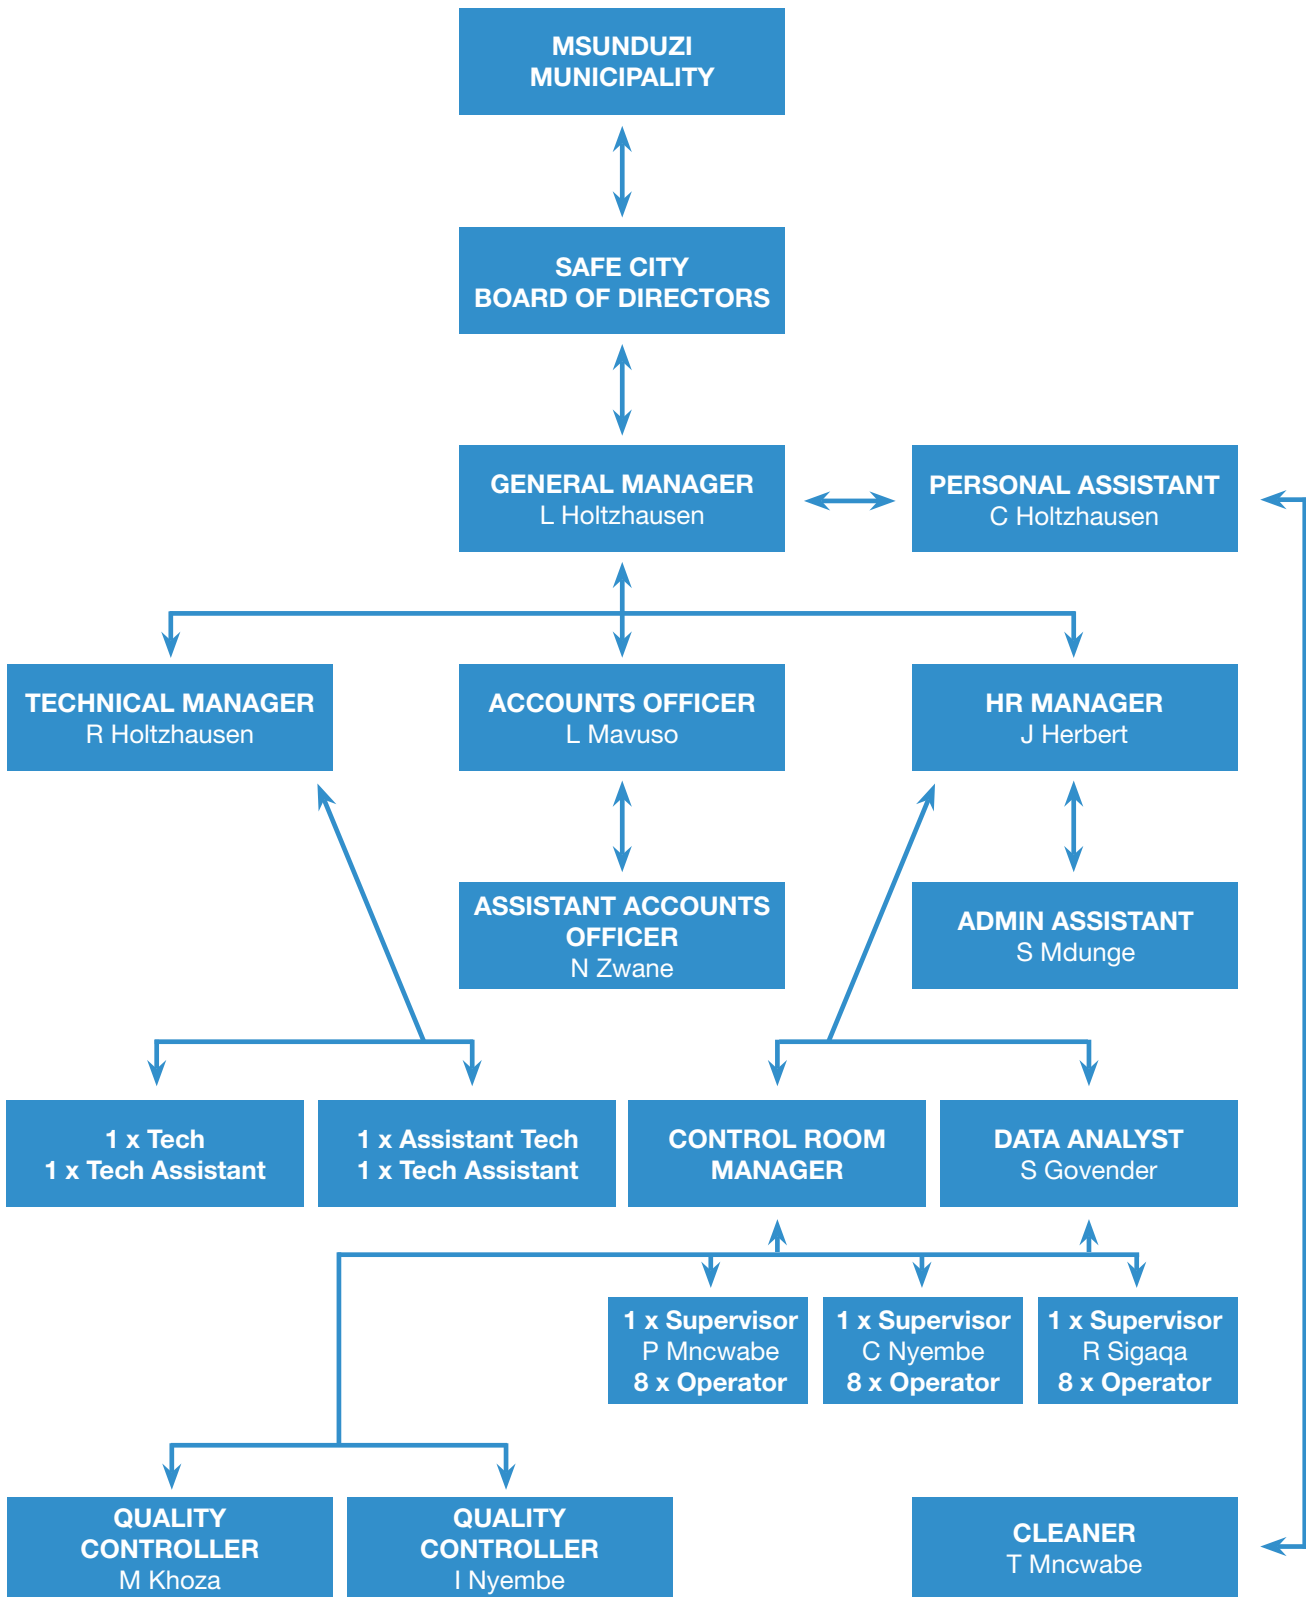 MSUNDUZI
MUNICIPALITY
SAFE CITY
BOARD OF DIRECTORS
GENERAL MANAGER
L Holtzhausen
PERSONAL ASSISTANT
C Holtzhausen
TECHNICAL MANAGER
R Holtzhausen
ACCOUNTS OFFICER
L Mavuso
HR MANAGER
J Herbert
ASSISTANT ACCOUNTS
OFFICER
N Zwane
ADMIN ASSISTANT
S Mdunge
1 x Tech
1 x Tech Assistant
1 x Assistant Tech
1 x Tech Assistant
CONTROL ROOM
MANAGER
DATA ANALYST
S Govender
1 x Supervisor
P Mncwabe
8 x Operator
1 x Supervisor
C Nyembe
8 x Operator
1 x Supervisor
R Sigaqa
8 x Operator
QUALITY
CONTROLLER
M Khoza
QUALITY
CONTROLLER
I Nyembe
CLEANER
T Mncwabe